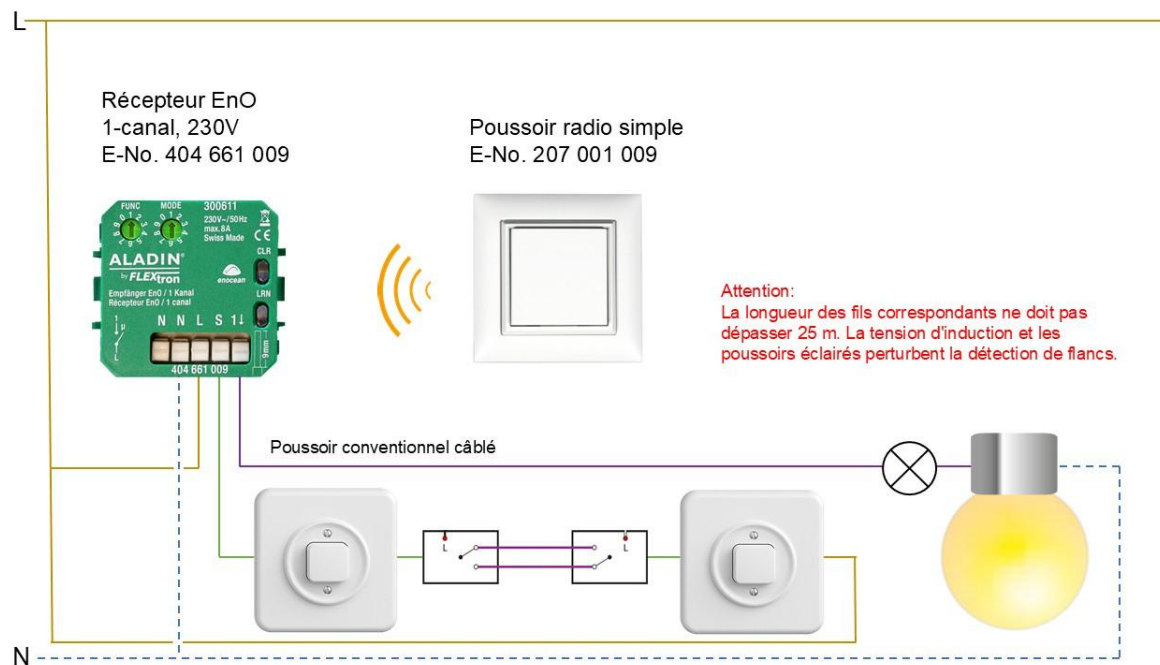 L
Récepteur EnO
1-canal, 230V
E-No. 404 661 009
Poussoir radio simple
E-No. 207 001 009
FUNC MODE 300611
230V~/50Hz
max. 8A
Swiss Made
CE
CLR
ALADIN®
by FLEXtron
enocean
Empfänger EnO / 1 Kanal
Récepteur EnO / 1 canal
LRN
N N L S 1↓
1
µ
L
9mm
404 661 009
Attention:
La longueur des fils correspondants ne doit pas
dépasser 25 m. La tension d'induction et les
poussoirs éclairés perturbent la détection de flancs.
Poussoir conventionnel câblé
L
L
N